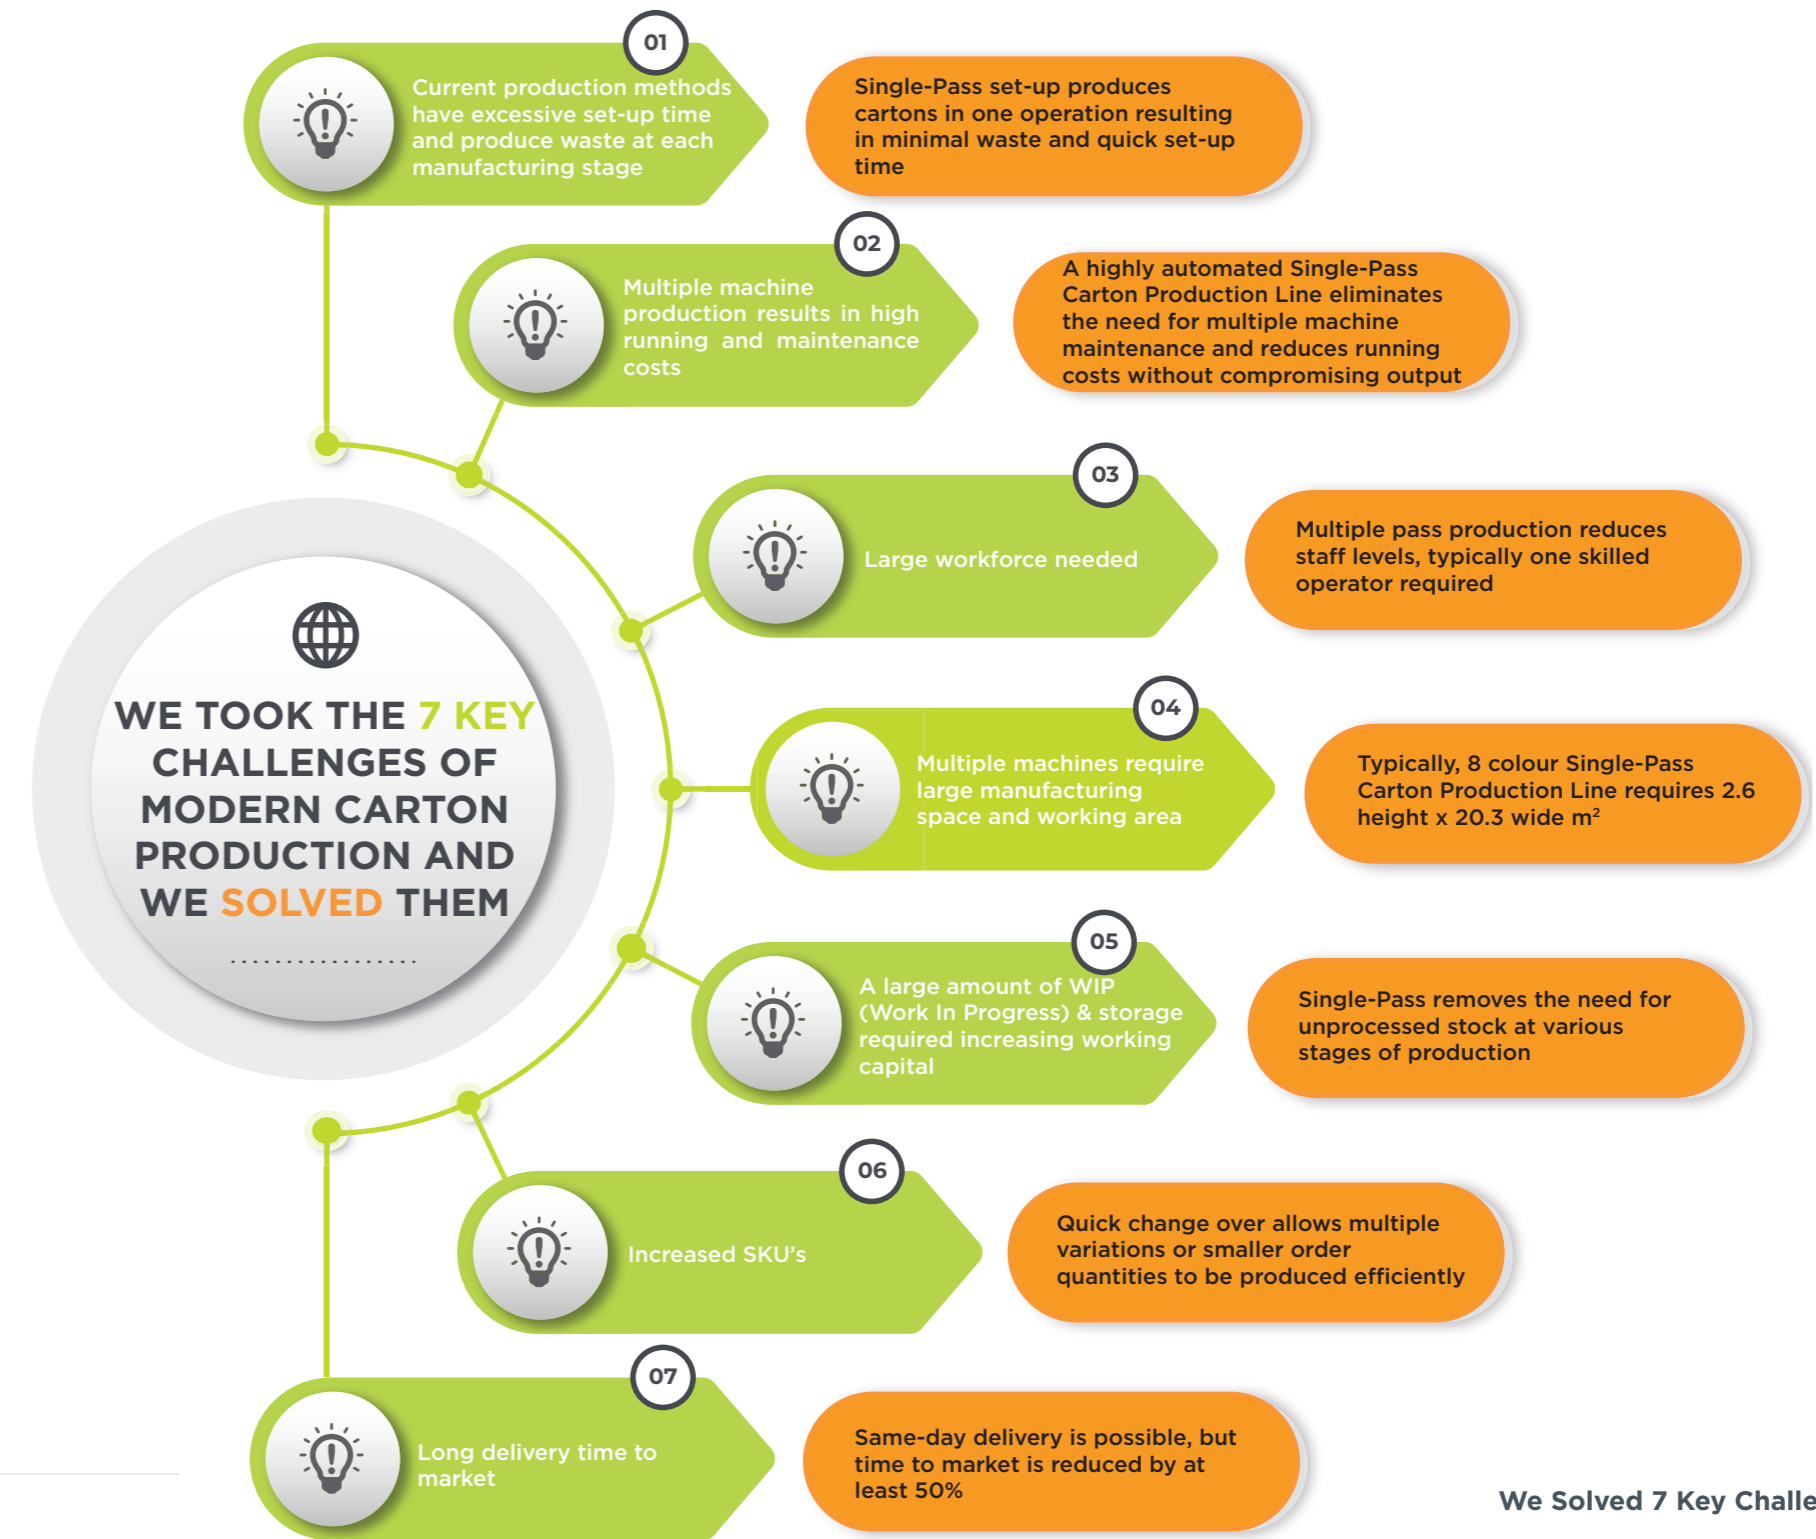 01
Current production methods
have excessive set-up time
and produce waste at each
manufacturing stage
Single-Pass set-up produces
cartons in one operation resulting
in minimal waste and quick set-up
time
02
Multiple machine
production results in high
running and maintenance
costs
A highly automated Single-Pass
Carton Production Line eliminates
the need for multiple machine
maintenance and reduces running
costs without compromising output
03
Large workforce needed
Multiple pass production reduces
staff levels, typically one skilled
operator required
WE TOOK THE 7 KEY
CHALLENGES OF
MODERN CARTON
PRODUCTION AND
WE SOLVED THEM
04
Multiple machines require
large manufacturing
space and working area
Typically, 8 colour Single-Pass
Carton Production Line requires 2.6
height x 20.3 wide m²
05
A large amount of WIP
(Work In Progress) & storage
required increasing working
capital
Single-Pass removes the need for
unprocessed stock at various
stages of production
06
Increased SKU's
Quick change over allows multiple
variations or smaller order
quantities to be produced efficiently
07
Long delivery time to
market
Same-day delivery is possible, but
time to market is reduced by at
least 50%
We Solved 7 Key Challe